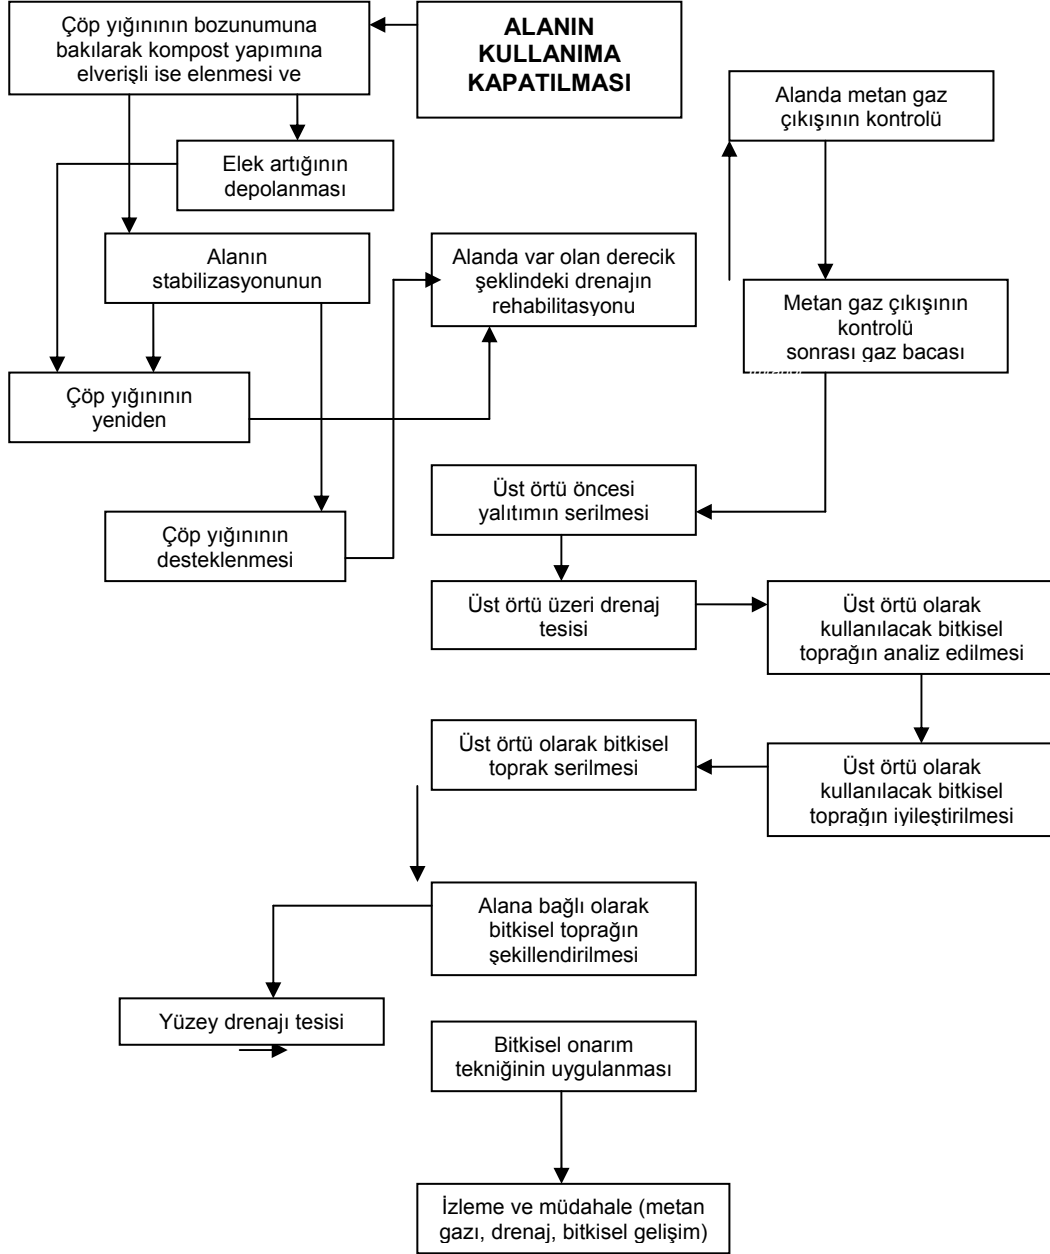 Çöp yığınının bozunumuna
bakılarak kompost yapımına
elverişli ise elenmesi ve
ALANIN
KULLANIMA
KAPATILMASI
Alanda metan gaz
çıkışının kontrolü
Elek artığının
depolanması
Alanın
stabilizasyonunun
Alanda var olan derecik
şeklindeki drenajın
rehabilitasyonu
Metan gaz çıkışının
kontrolü
sonrası gaz bacası
Çöp yığınının
yeniden
Üst örtü öncesi
yalıtımın serilmesi
Çöp yığınının
desteklenmesi
Üst örtü üzeri drenaj
tesisi
Üst örtü olarak
kullanılacak bitkisel
toprağın analiz edilmesi
Üst örtü olarak bitkisel
toprak serilmesi
Üst örtü olarak
kullanılacak bitkisel
toprağın iyileştirilmesi
Alana bağlı olarak
bitkisel toprağın
şekillendirilmesi
Yüzey drenajı tesisi
Bitkisel onarım
tekniğinin uygulanması
İzleme ve müdahale (metan
gazı, drenaj, bitkisel gelişim)